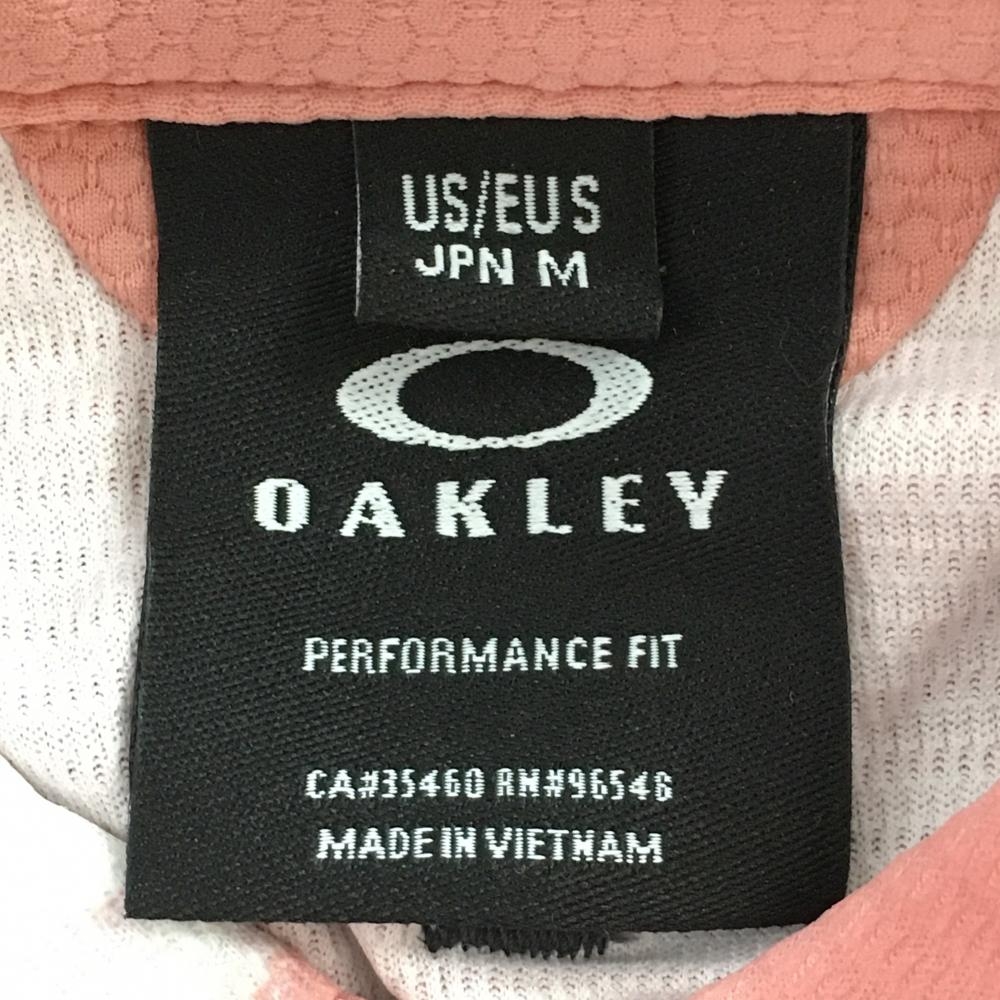 US/EU S
JPN M
OAKLEY
PERFORMANCE FIT
CA#35460 RN#96546
MADE IN VIETNAM